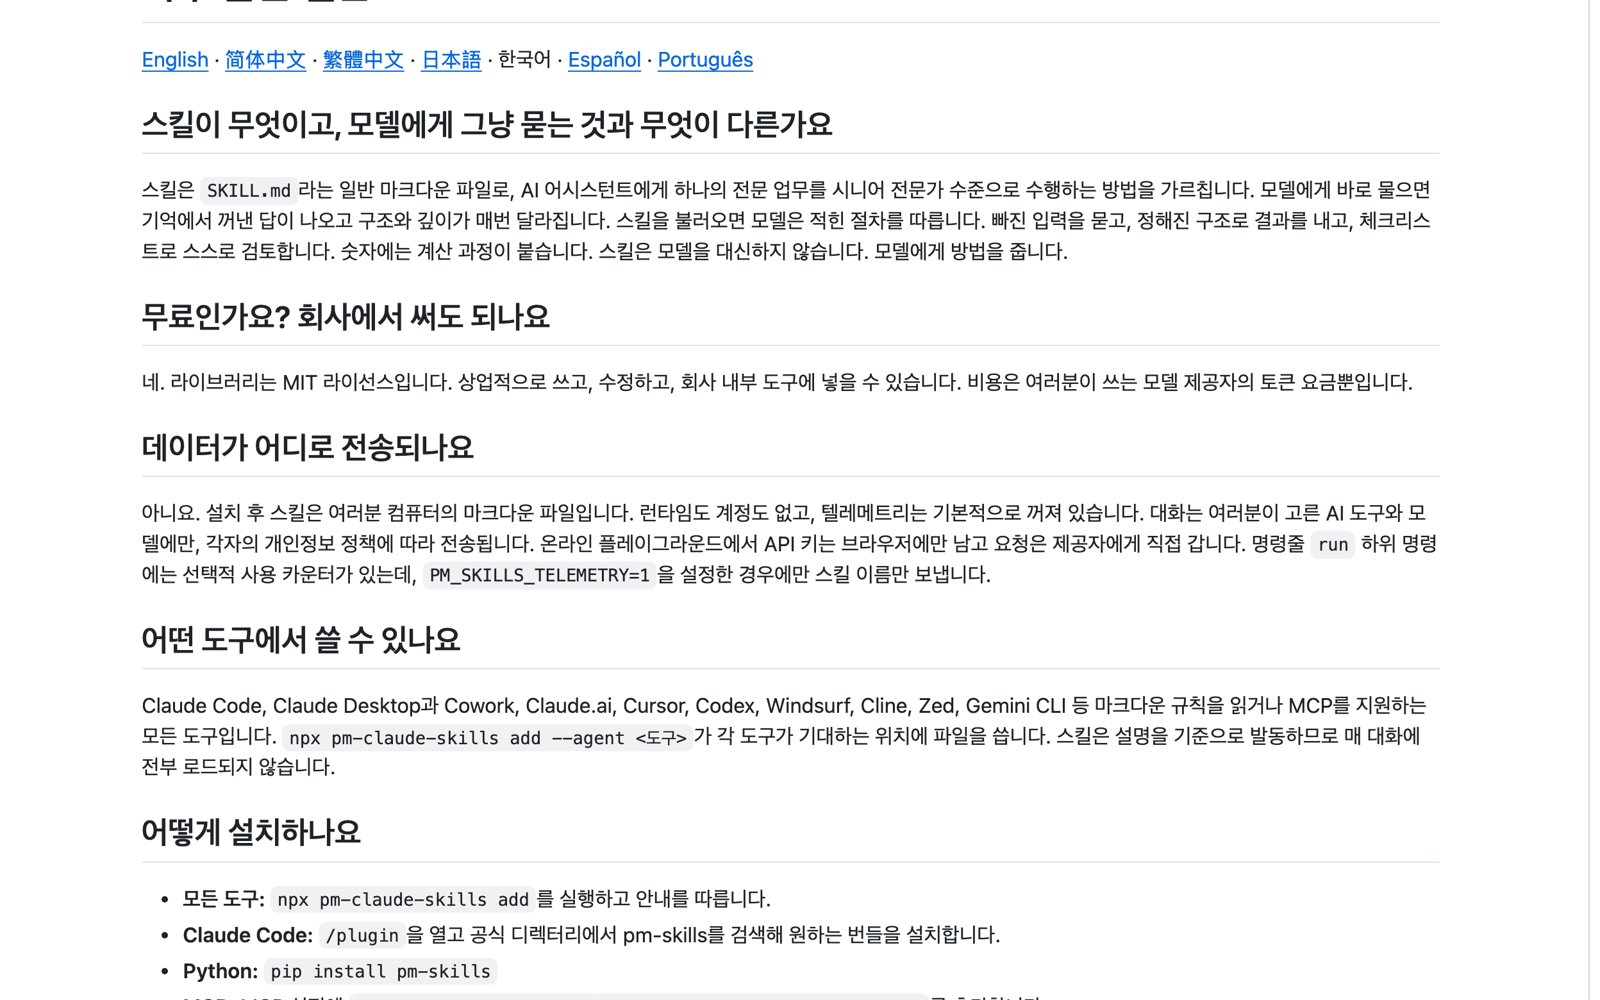 English · 简体中文 · 繁體中文 · 日本語 · 한국어 · Español · Português
스킬이 무엇이고, 모델에게 그냥 묻는 것과 무엇이 다른가요
스킬은 SKILL.md 라는 일반 마크다운 파일로, AI 어시스턴트에게 하나의 전문 업무를 시니어 전문가 수준으로 수행하는 방법을 가르칩니다. 모델에게 바로 물으면
기억에서 꺼낸 답이 나오고 구조와 깊이가 매번 달라집니다. 스킬을 불러오면 모델은 적힌 절차를 따릅니다. 빠진 입력을 묻고, 정해진 구조로 결과를 내고, 체크리스
트로 스스로 검토합니다. 숫자에는 계산 과정이 붙습니다. 스킬은 모델을 대신하지 않습니다. 모델에게 방법을 줍니다.
무료인가요? 회사에서 써도 되나요
네. 라이브러리는 MIT 라이선스입니다. 상업적으로 쓰고, 수정하고, 회사 내부 도구에 넣을 수 있습니다. 비용은 여러분이 쓰는 모델 제공자의 토큰 요금뿐입니다.
데이터가 어디로 전송되나요
아니요. 설치 후 스킬은 여러분 컴퓨터의 마크다운 파일입니다. 런타임도 계정도 없고, 텔레메트리는 기본적으로 꺼져 있습니다. 대화는 여러분이 고른 AI 도구와 모
델에만, 각자의 개인정보 정책에 따라 전송됩니다. 온라인 플레이그라운드에서 API 키는 브라우저에만 남고 요청은 제공자에게 직접 갑니다. 명령줄 run 하위 명령
에는 선택적 사용 카운터가 있는데, PM_SKILLS_TELEMETRY=1 을 설정한 경우에만 스킬 이름만 보냅니다.
어떤 도구에서 쓸 수 있나요
Claude Code, Claude Desktop과 Cowork, Claude.ai, Cursor, Codex, Windsurf, Cline, Zed, Gemini CLI 등 마크다운 규칙을 읽거나 MCP를 지원하는
모든 도구입니다. npx pm-claude-skills add --agent <도구> 가 각 도구가 기대하는 위치에 파일을 씁니다. 스킬은 설명을 기준으로 발동하므로 매 대화에
전부 로드되지 않습니다.
어떻게 설치하나요
• 모든 도구: npx pm-claude-skills add 를 실행하고 안내를 따릅니다.
• Claude Code: /plugin 을 열고 공식 디렉터리에서 pm-skills를 검색해 원하는 번들을 설치합니다.
• Python: pip install pm-skills